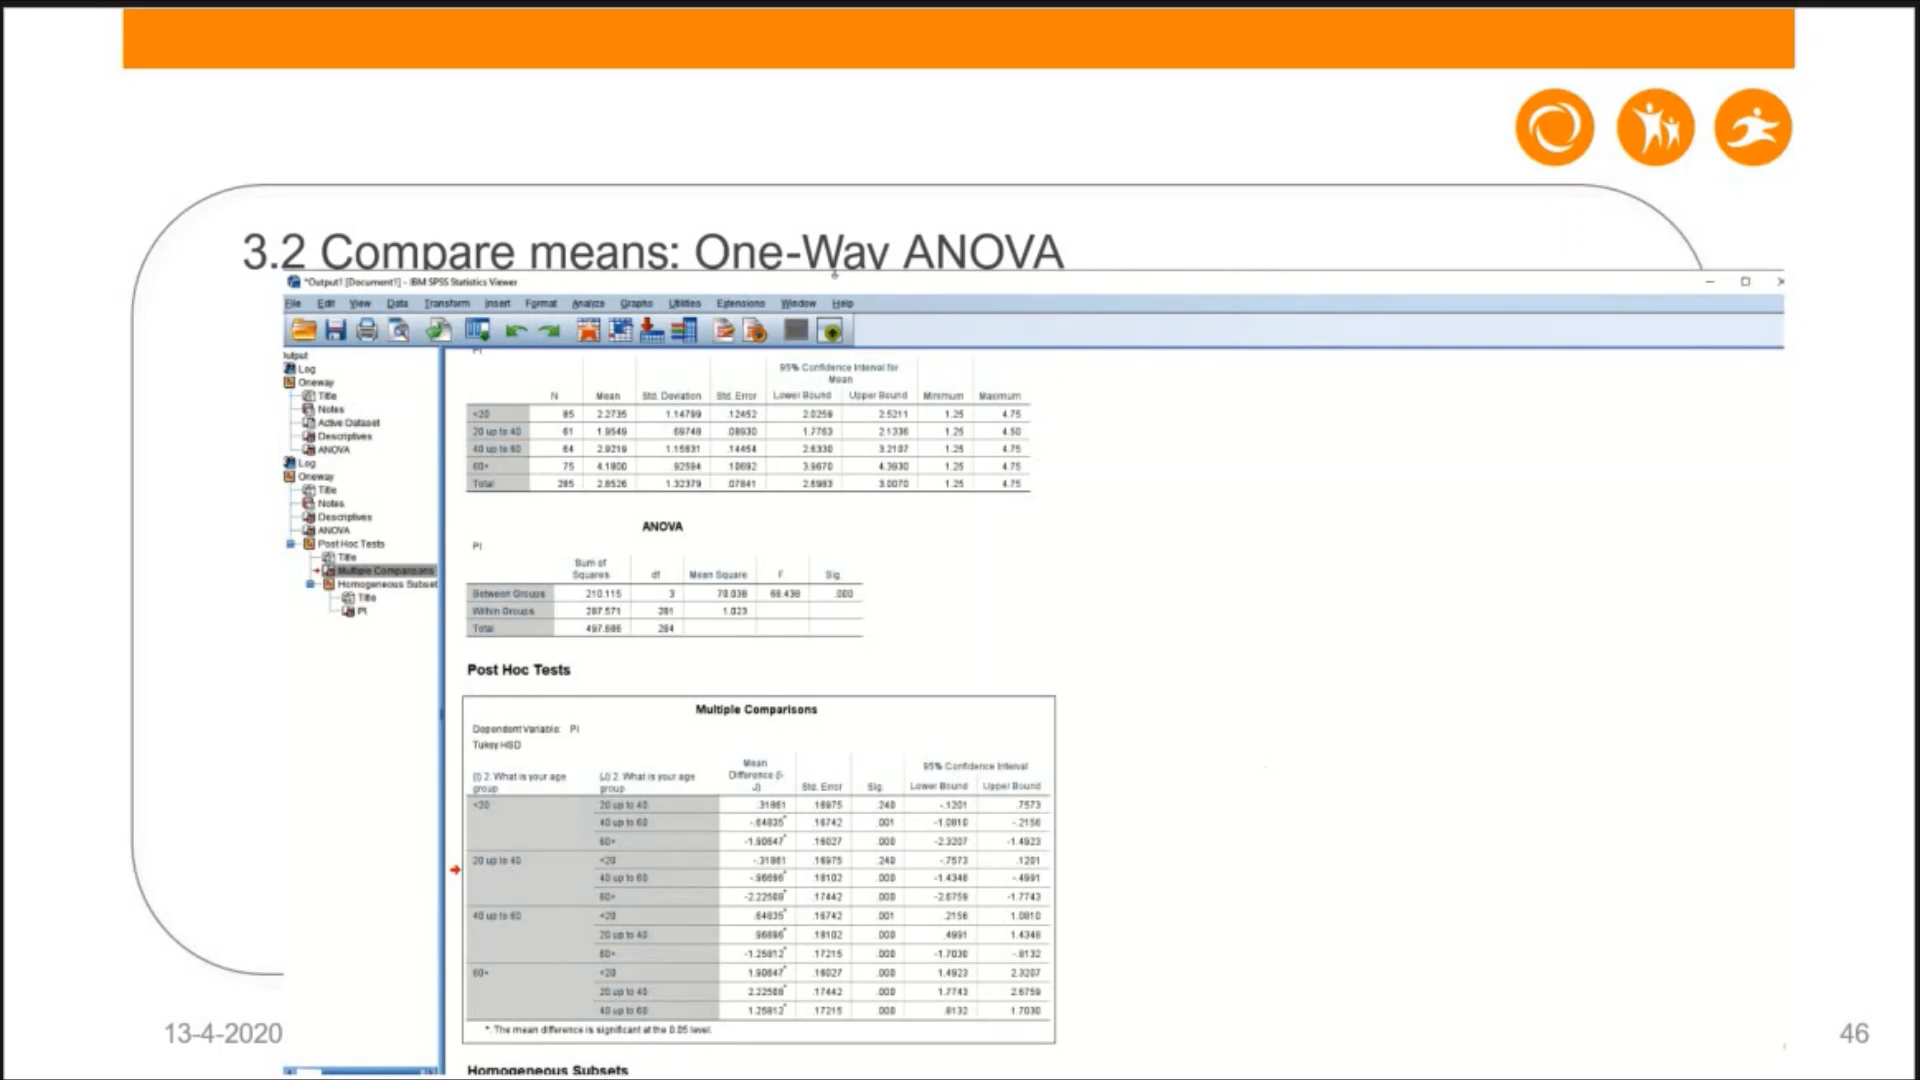 3.2 Compare means: One-Way ANOVA
*Output1 [Document1] - IBM SPSS Statistics Viewer
File Edit View Data Transform Insert Format Analyze Graphs Utilities Extensions Window Help
Log
Oneway
Title
Notes
Active Dataset
Descriptives
ANOVA
Log
Oneway
Title
Notes
Descriptives
ANOVA
Post Hoc Tests
Title
Multiple Comparisons
Homogeneous Subset
Title
PI
PI
95% Confidence Interval for
Mean
N Mean Std. Deviation Std. Error Lower Bound Upper Bound Minimum Maximum
<20 85 2.2735 1.14799 .12452 2.0259 2.5211 1.25 4.75
20 up to 40 61 1.9549 .69748 .08930 1.7763 2.1336 1.25 4.50
40 up to 60 64 2.9219 1.15631 .14454 2.6330 3.2107 1.25 4.75
60+ 75 4.1800 .92594 .10692 3.9670 4.3930 1.25 4.75
Total 285 2.8526 1.32379 .07841 2.6983 3.0070 1.25 4.75
ANOVA
PI
Sum of
Squares df Mean Square F Sig.
Between Groups 210.115 3 70.038 68.438 .000
Within Groups 287.571 281 1.023
Total 497.686 284
Post Hoc Tests
Multiple Comparisons
Dependent Variable: PI
Tukey HSD
(I) 2. What is your age group (J) 2. What is your age group Mean Difference (I-J) Std. Error Sig. 95% Confidence Interval Lower Bound Upper Bound
<20 20 up to 40 .31861 .16975 .240 -.1201 .7573
40 up to 60 -.64835* .16742 .001 -1.0810 -.2156
60+ -1.90647* .16027 .000 -2.3207 -1.4923
20 up to 40 <20 -.31861 .16975 .240 -.7573 .1201
40 up to 60 -.96696* .18102 .000 -1.4348 -.4991
60+ -2.22508* .17442 .000 -2.6759 -1.7743
40 up to 60 <20 .64835* .16742 .001 .2156 1.0810
20 up to 40 .96696* .18102 .000 .4991 1.4348
60+ -1.25812* .17215 .000 -1.7030 -.8132
60+ <20 1.90647* .16027 .000 1.4923 2.3207
20 up to 40 2.22508* .17442 .000 1.7743 2.6759
40 up to 60 1.25812* .17215 .000 .8132 1.7030
*. The mean difference is significant at the 0.05 level.
Homogeneous Subsets
13-4-2020
46